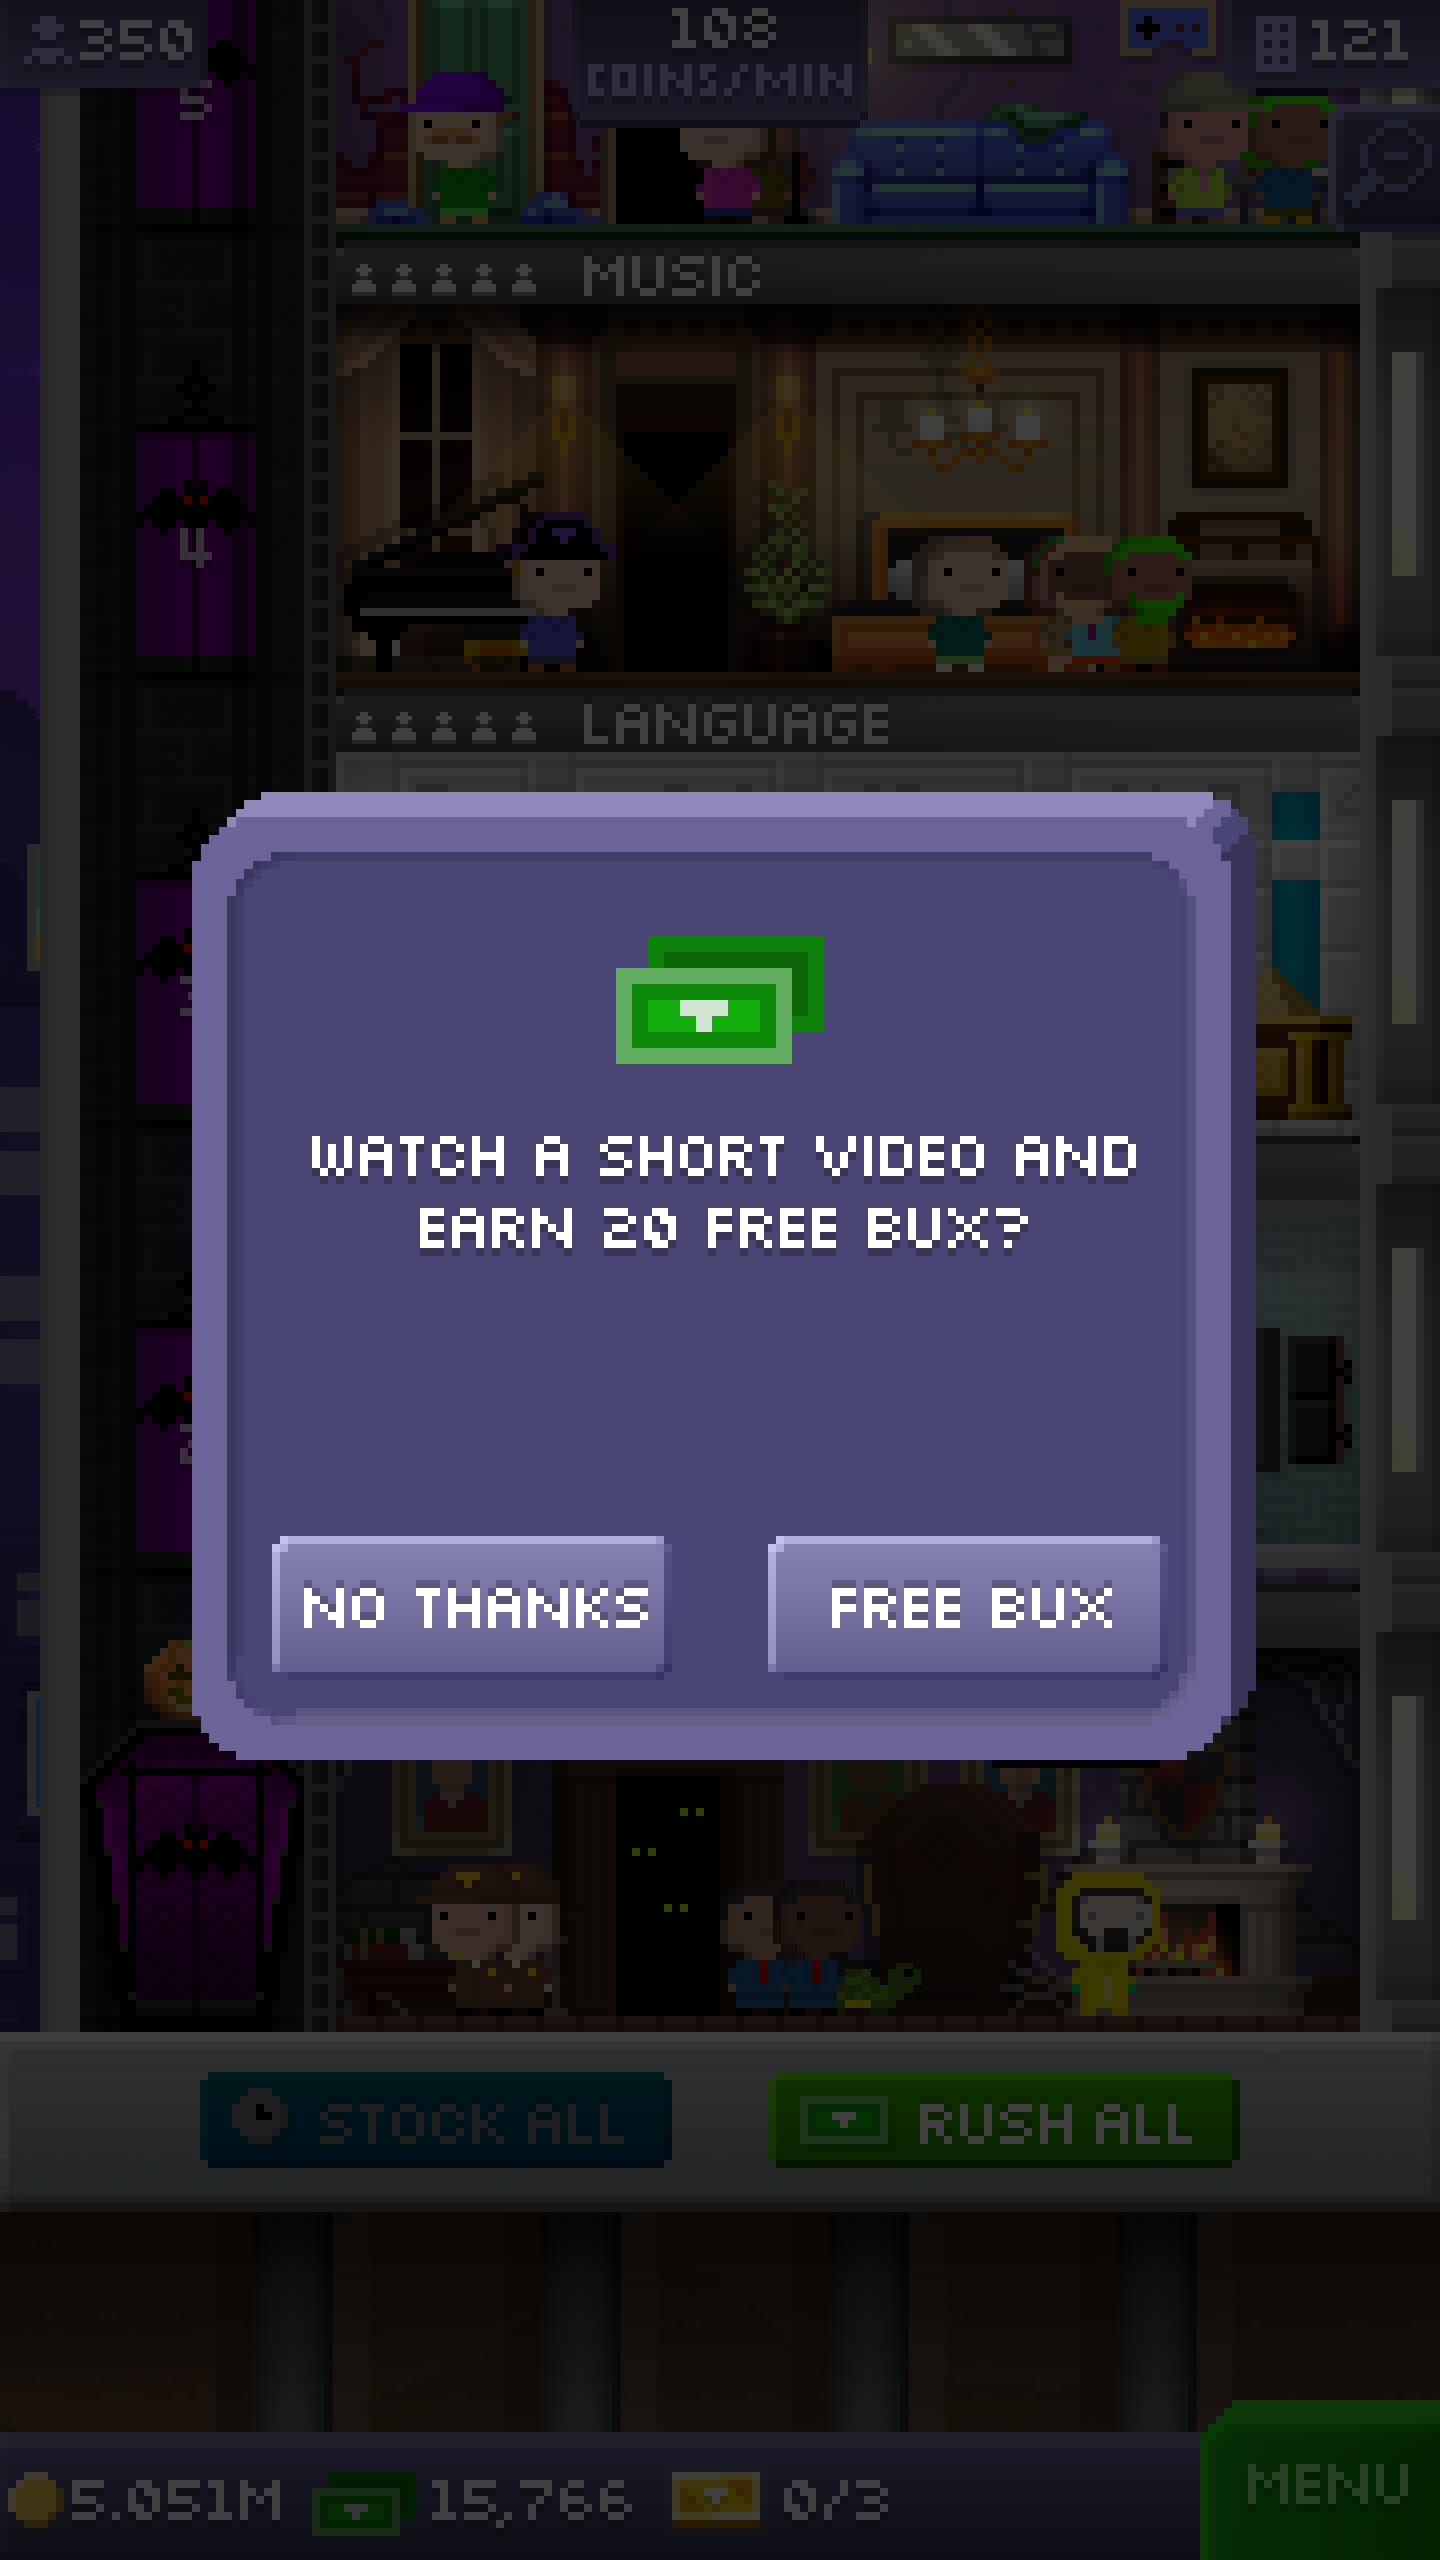 350
108
COINS/MIN
121
5
MUSIC
4
LANGUAGE
WATCH A SHORT VIDEO AND
EARN 20 FREE BUX?
NO THANKS
FREE BUX
STOCK ALL
RUSH ALL
5.051M
15,766
0/3
MENU